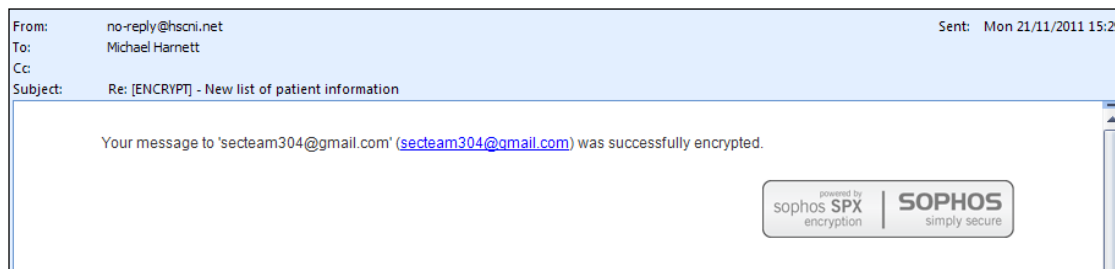 From: no-reply@hscni.net Sent: Mon 21/11/2011 15:2
To: Michael Harnett
Cc:
Subject: Re: [ENCRYPT] - New list of patient information
Your message to 'secteam304@gmail.com' (secteam304@gmail.com) was successfully encrypted.
powered by
sophos SPX
encryption
SOPHOS
simply secure